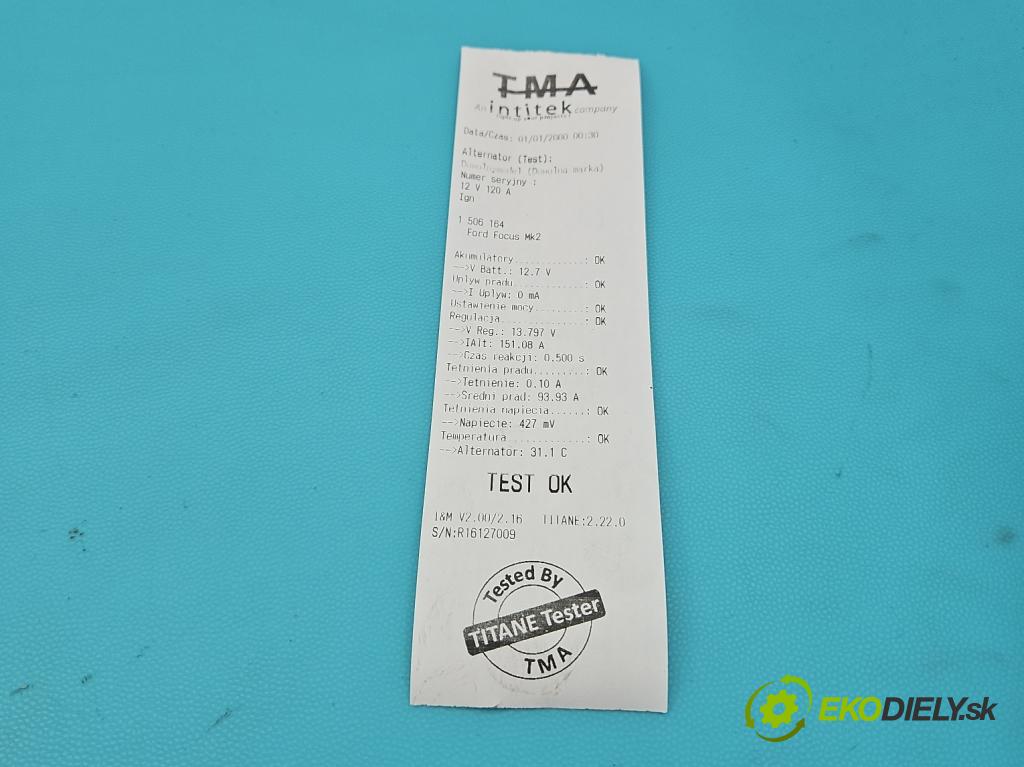 TMA
An intitek company
Data/Czas: 01/01/2000 00:30
Alternator (Test):
(Dowolna marka)
Numer seryjny :
12 V 120 A
Ign
1 506 164
Ford Focus Mk2
Akumulatory............: OK
-->V Batt.: 12.7 V
Uplyw pradu............: OK
-->I Uplyw: 0 mA
Ustawienie mocy........: OK
Regulacja..............: OK
-->V Reg.: 13.797 V
-->IAlt: 151.08 A
-->Czas reakcji: 0.500 s
Tetnienia pradu........: OK
-->Tetnienie: 0.10 A
-->Sredni prad: 93.93 A
Tetnienia napiecia.....: OK
-->Napiecie: 427 mV
Temperatura............: OK
-->Alternator: 31.1 C
TEST OK
I&M V2.00/2.16 TITANE:2.22.0
S/N:R16127009
Tested By
TITANE Tester
TMA
EKODIELY.sk